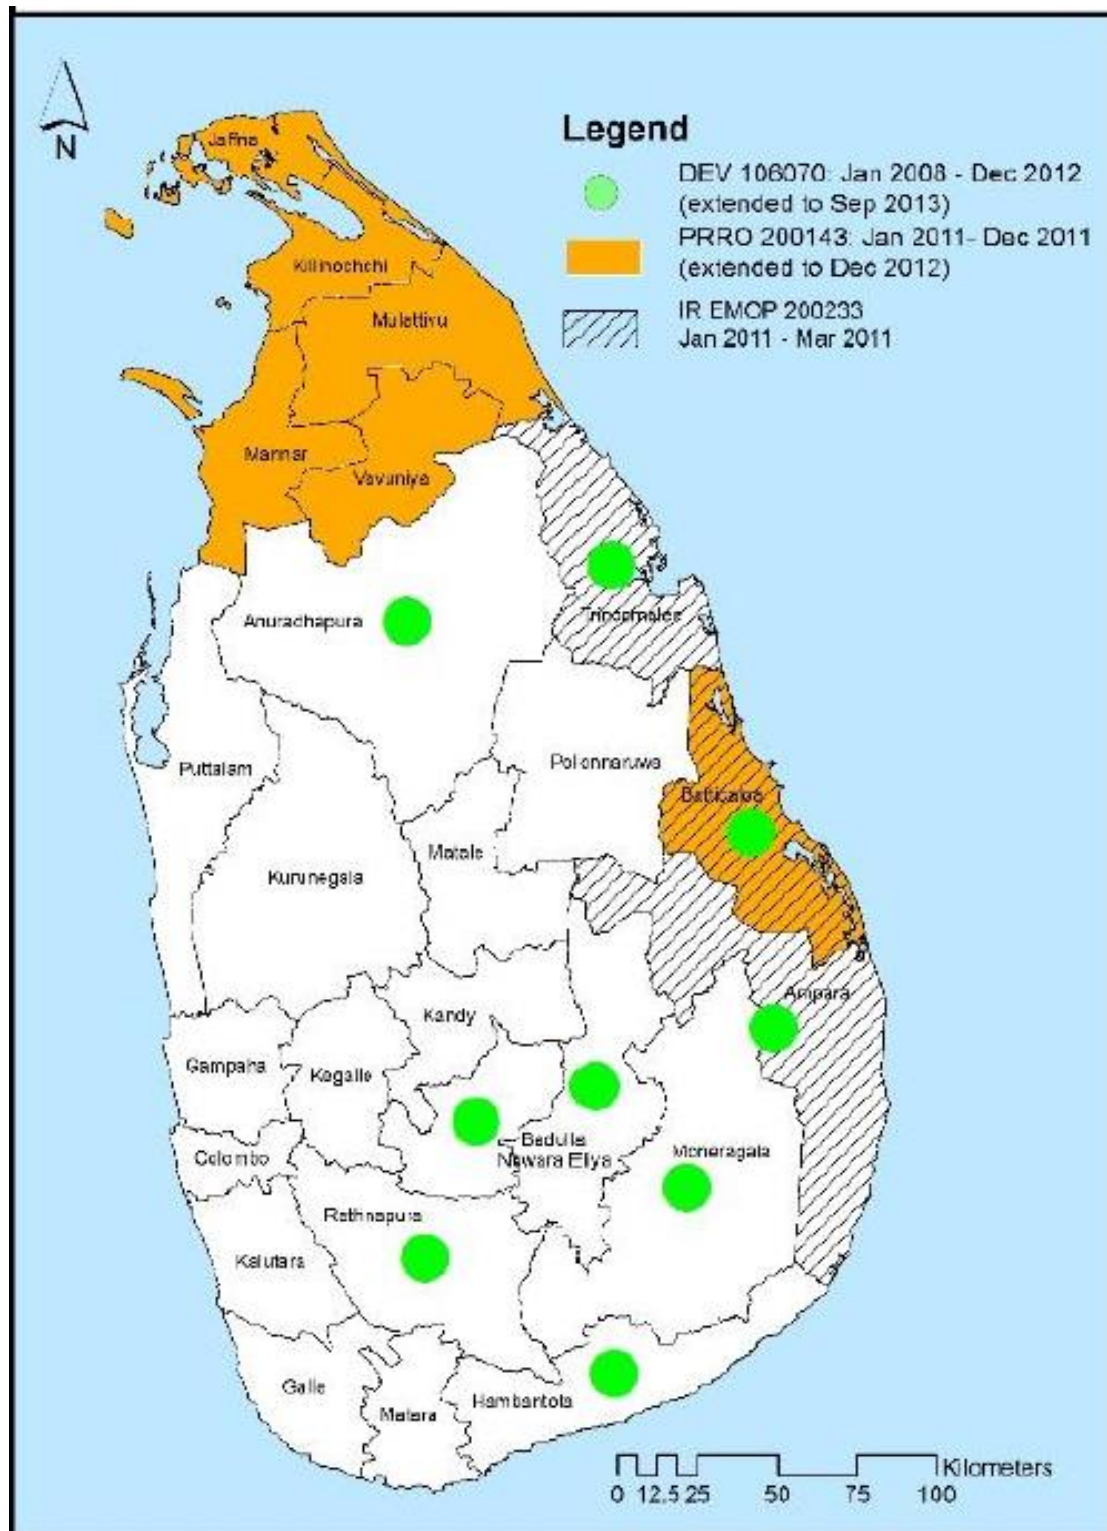 N
Legend
DEV 106070: Jan 2008 - Dec 2012
(extended to Sep 2013)
PRRO 200143: Jan 2011- Dec 2011
(extended to Dec 2012)
IR EMOP 200233
Jan 2011 - Mar 2011
Jaffna
Killinochchi
Mulattivu
Mannar
Vavuniya
Anuradhapura
Trincomalee
Puttalam
Polonnaruwa
Batticaloa
Matale
Kurunegala
Ampara
Kandy
Gampaha
Kegalle
Badulla
Nuwara Eliya
Moneragala
Colombo
Rathnapura
Kalutara
Galle
Matara
Hambantota
Kilometers
0 12.5 25 50 75 100